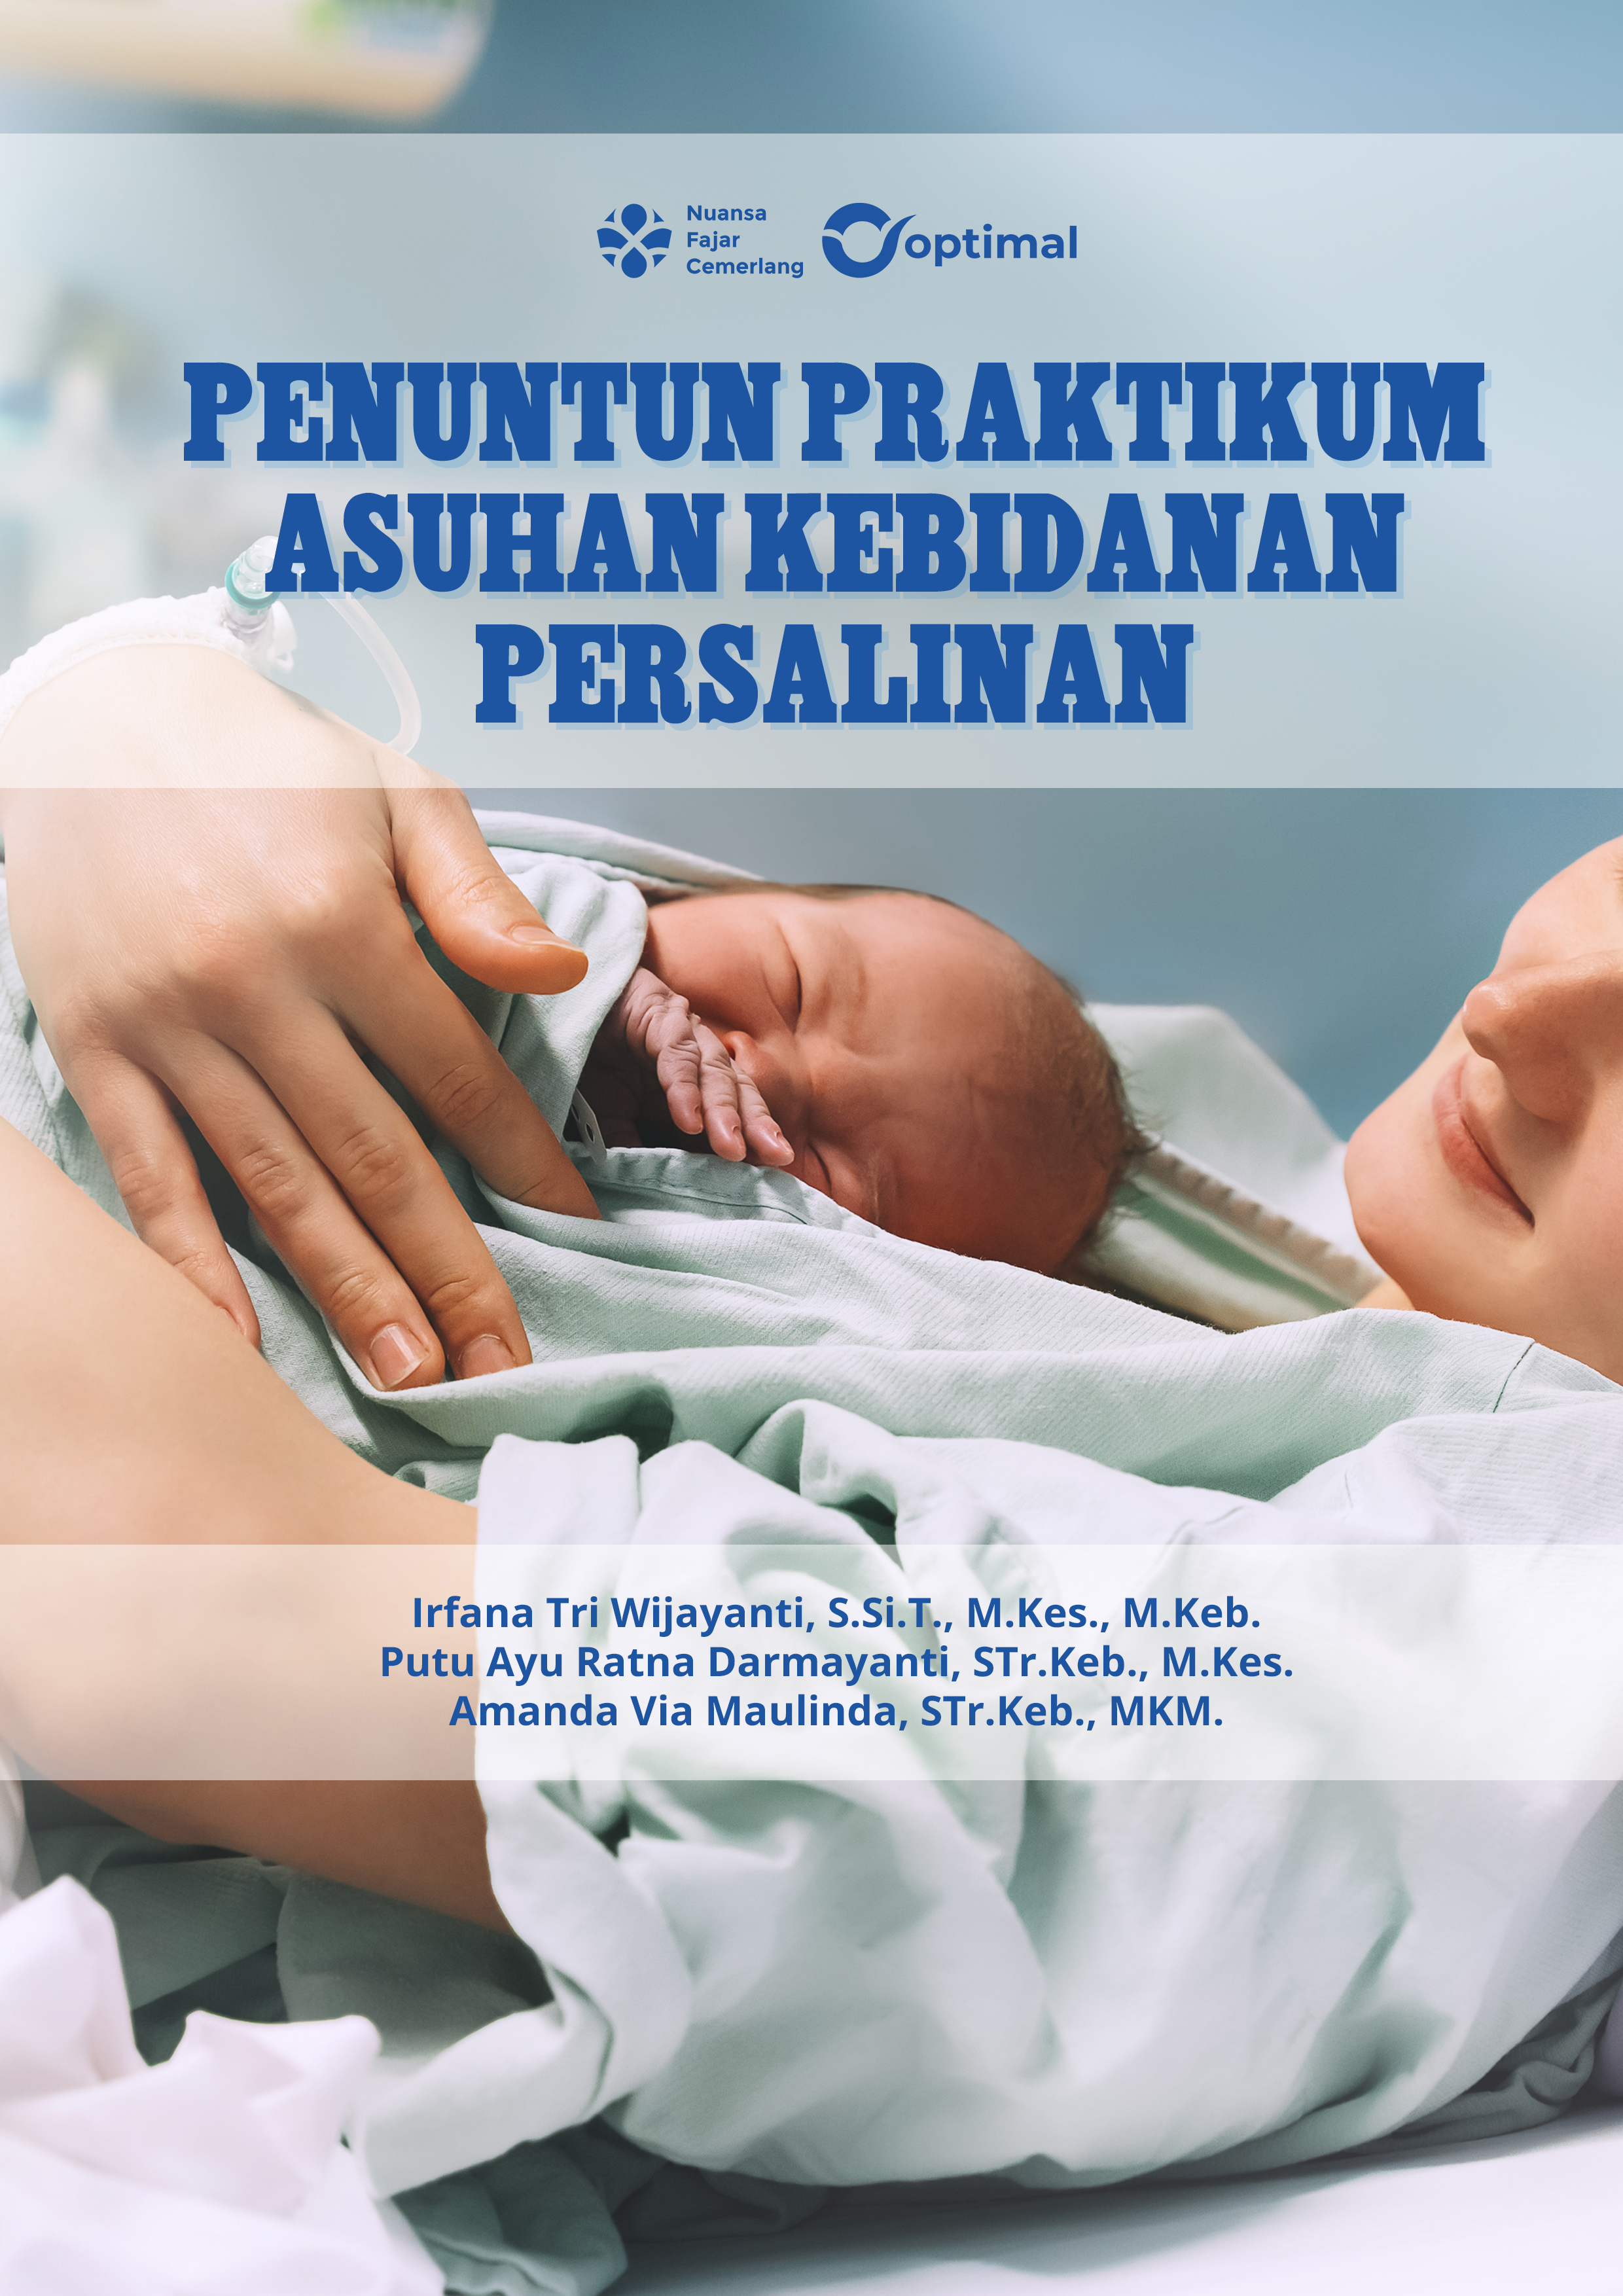 Nuansa
Fajar
Cemerlang
optimal
PENUNTUN PRAKTIKUM
ASUHAN KEBIDANAN
PERSALINAN
Irfana Tri Wijayanti, S.Si.T., M.Kes., M.Keb.
Putu Ayu Ratna Darmayanti, STr.Keb., M.Kes.
Amanda Via Maulinda, STr.Keb., MKM.